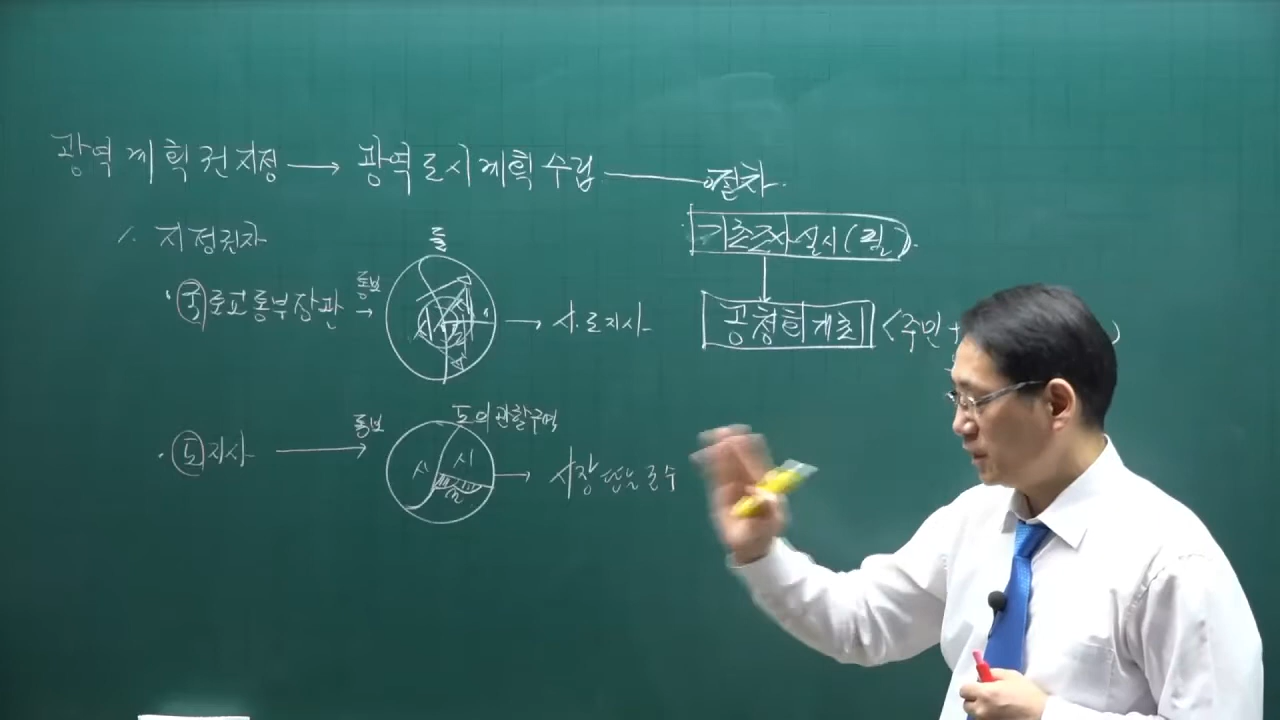 광역계획권지정 → 광역도시계획수립 — 절차
기초조사실시(필)
1. 지정권자
둘
· 국토교통부장관 → 통보 → 시·도지사
공청회개최 (주민+
· 도지사 → 통보
도의 관할구역
시 시
군
→ 시장 또는 군수